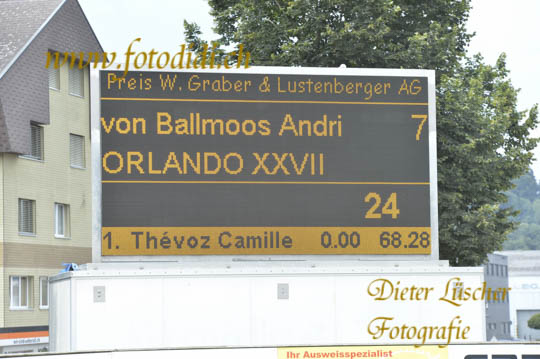 www.fotodidi.ch
Preis W. Graber & Lustenberger AG
von Ballmoos Andri 7
ORLANDO XXVII
24
1. Thévoz Camille 0.00 68.28
Dieter Lüscher
Fotografie
Ihr Ausweisspezialist